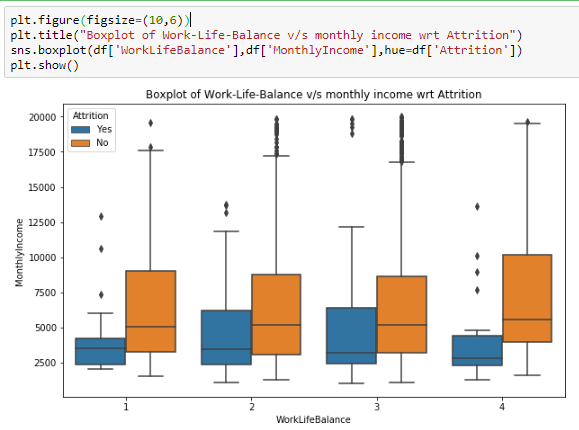 plt.figure(figsize=(10,6))
plt.title("Boxplot of Work-Life-Balance v/s monthly income wrt Attrition")
sns.boxplot(df['WorkLifeBalance'],df['MonthlyIncome'],hue=df['Attrition'])
plt.show()
Boxplot of Work-Life-Balance v/s monthly income wrt Attrition
Attrition
Yes
No
20000
17500
15000
12500
10000
7500
5000
2500
MonthlyIncome
1 2 3 4
WorkLifeBalance